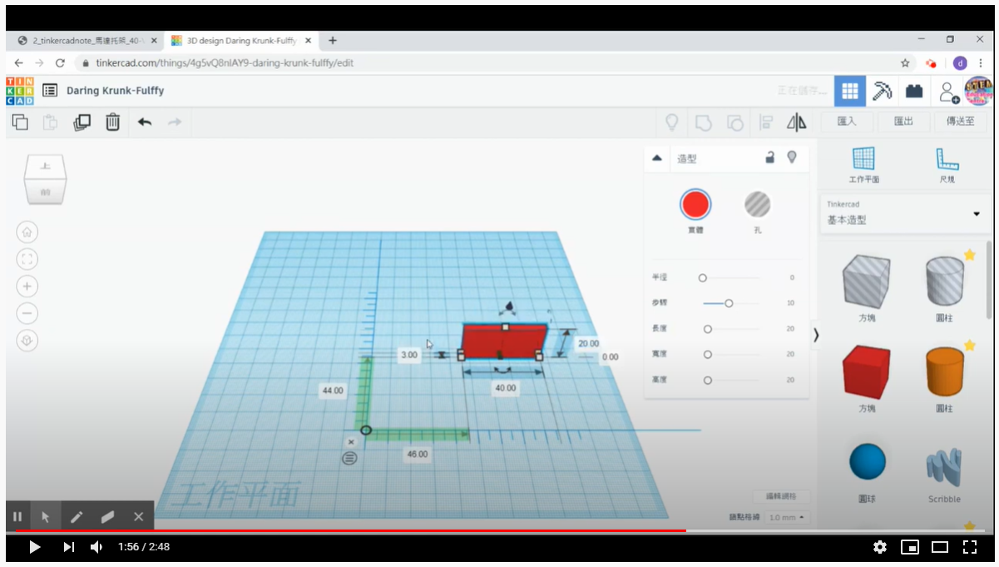 2_tinkercadnote_馬達托架_40-
3D design Daring Krunk-Fulffy
tinkercad.com/things/4g5vQ8nIAY9-daring-krunk-fulffy/edit
d
TIN
KER
CAD
Daring Krunk-Fulffy
正在儲存...
匯入
匯出
傳送至
上
前
造型
實體
孔
半徑
0
步驟
10
長度
20
寬度
20
高度
20
工作平面
尺規
Tinkercad
基本造型
方塊
圓柱
方塊
圓柱
圓球
Scribble
3.00
20.00
0.00
44.00
40.00
46.00
工作平面
編輯網格
鎖點格線
1.0 mm
1:56 / 2:48